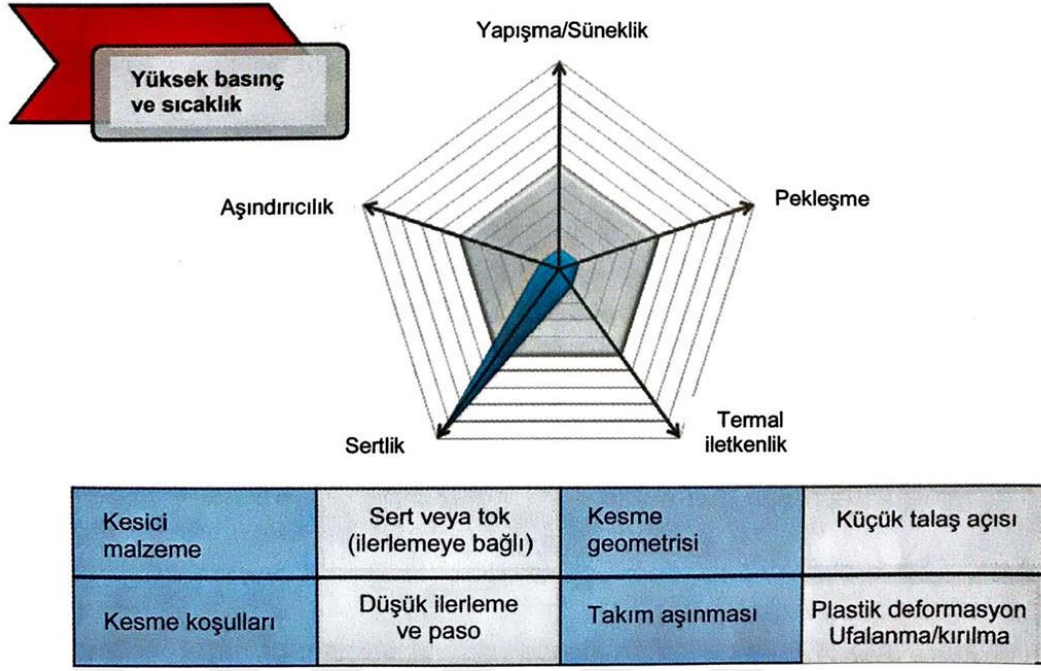 Yüksek basınç
ve sıcaklık
Yapışma/Süneklik
Aşındırıcılık
Pekleşme
Sertlik
Termal
iletkenlik
Kesici
malzeme
Sert veya tok
(ilerlemeye bağlı)
Kesme
geometrisi
Küçük talaş açısı
Kesme koşulları
Düşük ilerleme
ve paso
Takım aşınması
Plastik deformasyon
Ufalanma/kırılma